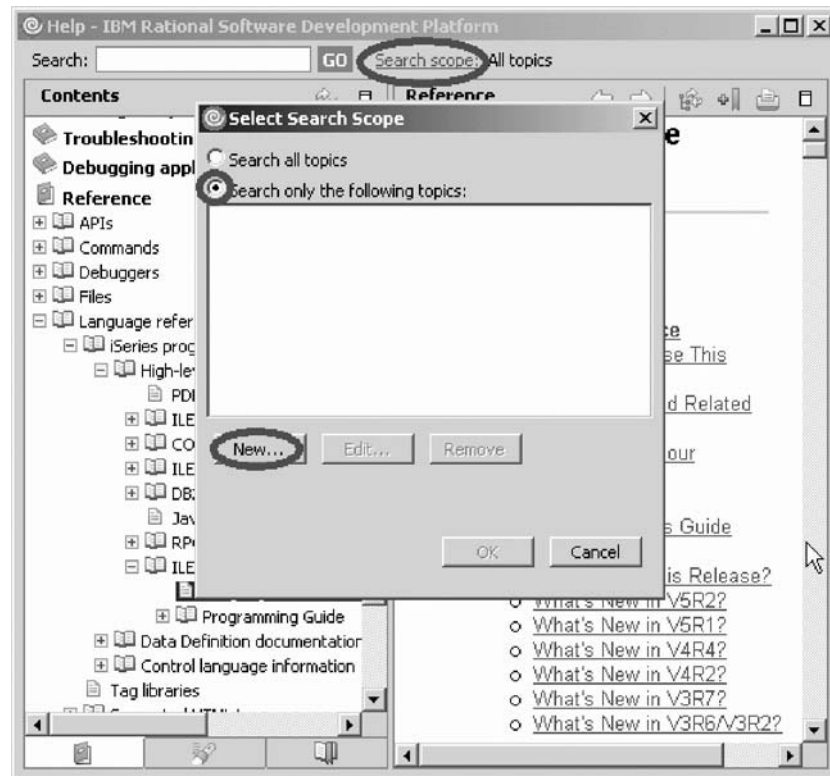 Help - IBM Rational Software Development Platform
Search: GO Search scope: All topics
Contents
Troubleshootin
Debugging appl
Reference
APIs
Commands
Debuggers
Files
Language refer
iSeries prog
High-le
PD
ILE
CO
ILE
DB
Jav
RP
ILE
Programming Guide
Data Definition documentation
Control language information
Tag libraries
Select Search Scope
Search all topics
Search only the following topics:
New... Edit... Remove
OK Cancel
Reference
e
ce
se This
d Related
our
s Guide
is Release?
What's New in V5R2?
What's New in V5R1?
What's New in V4R4?
What's New in V4R2?
What's New in V3R7?
What's New in V3R6/V3R2?